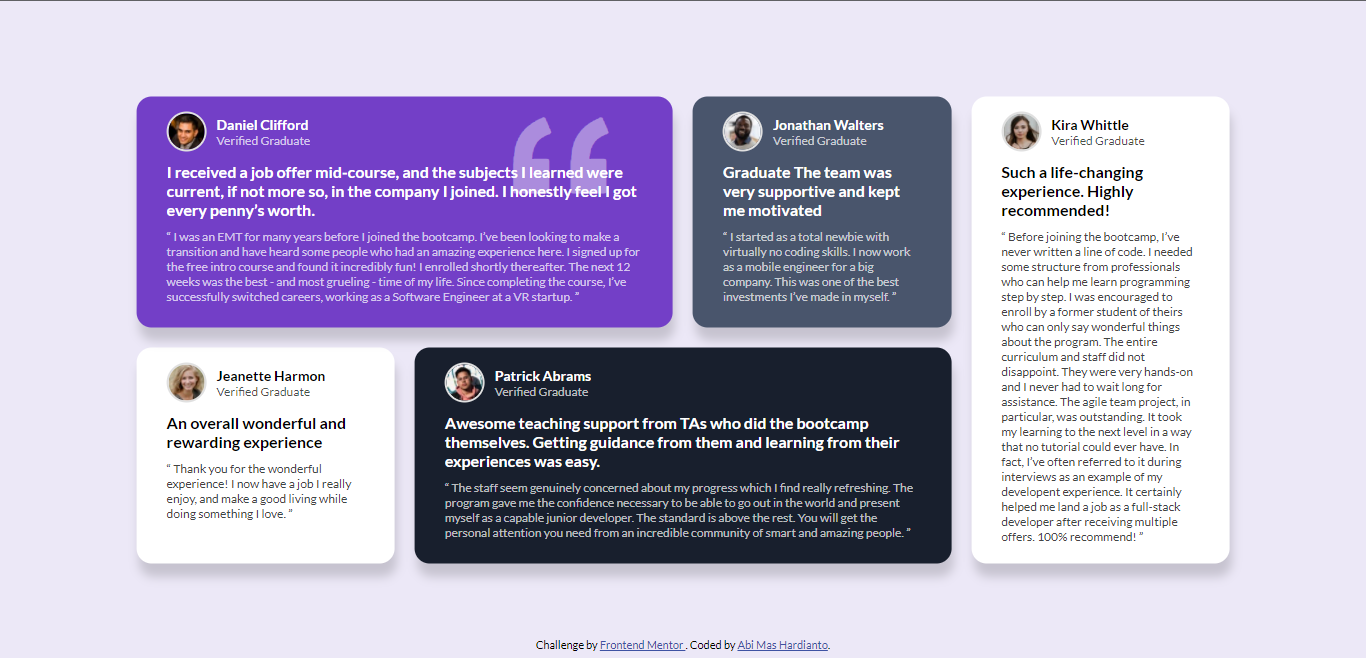 Daniel Clifford
Verified Graduate
I received a job offer mid-course, and the subjects I learned were
current, if not more so, in the company I joined. I honestly feel I got
every penny’s worth.
“ I was an EMT for many years before I joined the bootcamp. I’ve been looking to make a
transition and have heard some people who had an amazing experience here. I signed up for
the free intro course and found it incredibly fun! I enrolled shortly thereafter. The next 12
weeks was the best - and most grueling - time of my life. Since completing the course, I’ve
successfully switched careers, working as a Software Engineer at a VR startup. ”
Jonathan Walters
Verified Graduate
Graduate The team was
very supportive and kept
me motivated
“ I started as a total newbie with
virtually no coding skills. I now work
as a mobile engineer for a big
company. This was one of the best
investments I’ve made in myself. ”
Kira Whittle
Verified Graduate
Such a life-changing
experience. Highly
recommended!
“ Before joining the bootcamp, I’ve
never written a line of code. I needed
some structure from professionals
who can help me learn programming
step by step. I was encouraged to
enroll by a former student of theirs
who can only say wonderful things
about the program. The entire
curriculum and staff did not
disappoint. They were very hands-on
and I never had to wait long for
assistance. The agile team project, in
particular, was outstanding. It took
my learning to the next level in a way
that no tutorial could ever have. In
fact, I’ve often referred to it during
interviews as an example of my
developent experience. It certainly
helped me land a job as a full-stack
developer after receiving multiple
offers. 100% recommend! ”
Jeanette Harmon
Verified Graduate
An overall wonderful and
rewarding experience
“ Thank you for the wonderful
experience! I now have a job I really
enjoy, and make a good living while
doing something I love. ”
Patrick Abrams
Verified Graduate
Awesome teaching support from TAs who did the bootcamp
themselves. Getting guidance from them and learning from their
experiences was easy.
“ The staff seem genuinely concerned about my progress which I find really refreshing. The
program gave me the confidence necessary to be able to go out in the world and present
myself as a capable junior developer. The standard is above the rest. You will get the
personal attention you need from an incredible community of smart and amazing people. ”
Challenge by Frontend Mentor . Coded by Abi Mas Hardianto.